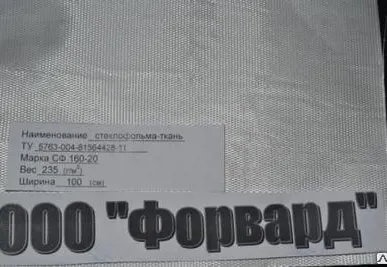 Наименование стеклофольма-ткань
ТУ 5763-004-81564428-11
Марка СФ 160-20
Вес 235 (г/м²)
Ширина 100 (см)
ООО "Форвард"